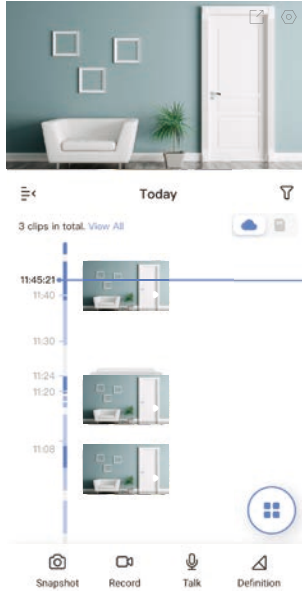 Today
3 clips in total. View All
11:45:21
11:40
11:30
11:24
11:20
11:08
Snapshot Record Talk Definition